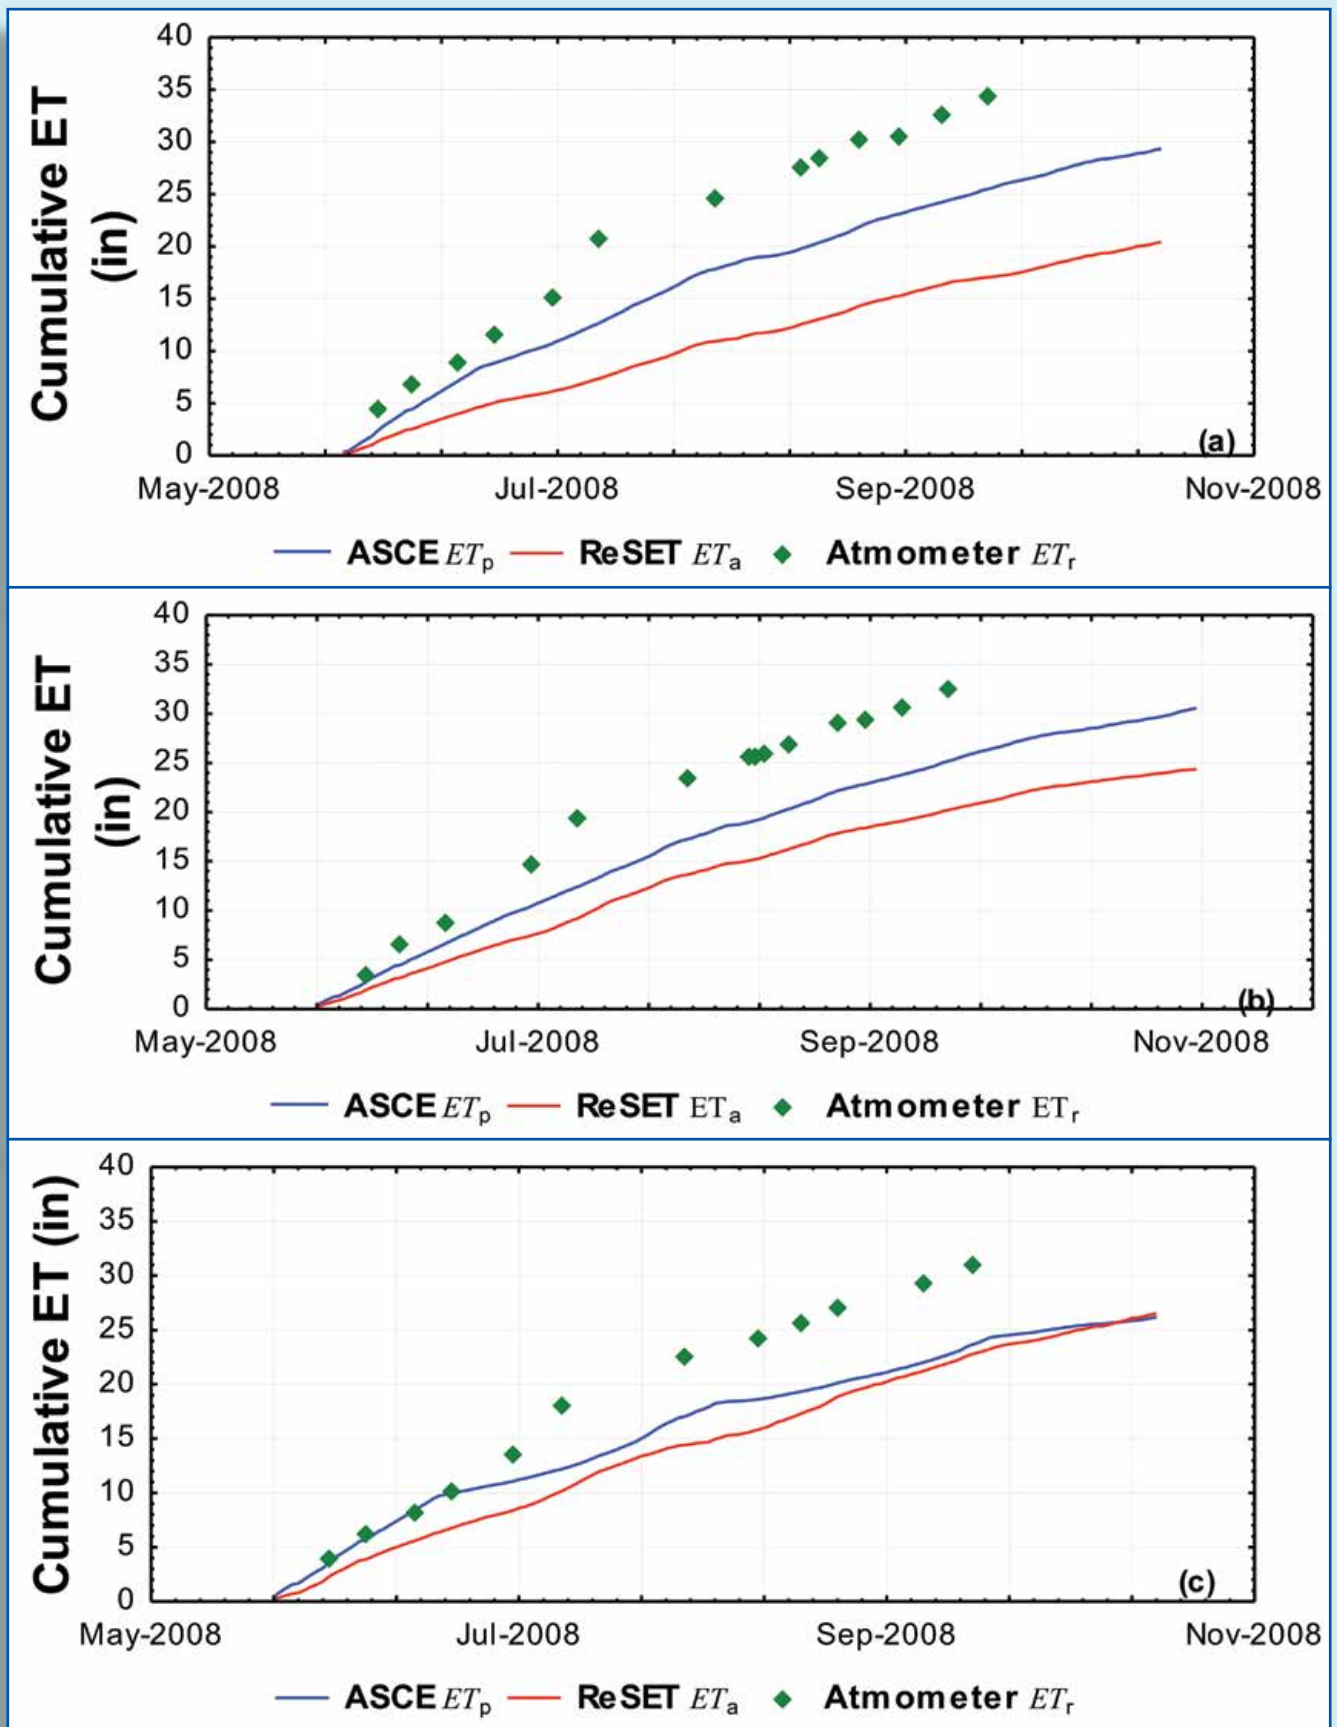 40
35
30
25
20
15
10
5
0
Cumulative ET
(in)
(a)
May-2008 Jul-2008 Sep-2008 Nov-2008
ASCE ETp ReSET ETa Atmometer ETr
40
35
30
25
20
15
10
5
0
Cumulative ET
(in)
(b)
May-2008 Jul-2008 Sep-2008 Nov-2008
ASCE ETp ReSET ETa Atmometer ETr
40
35
30
25
20
15
10
5
0
Cumulative ET (in)
(c)
May-2008 Jul-2008 Sep-2008 Nov-2008
ASCE ETp ReSET ETa Atmometer ETr